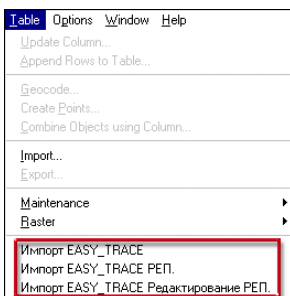 Table Options Window Help
Update Column...
Append Rows to Table...
Geocode...
Create Points...
Combine Objects using Column...
Import...
Export...
Maintenance
Raster
Импорт EASY_TRACE
Импорт EASY_TRACE РЕП.
Импорт EASY_TRACE Редактирование РЕП.